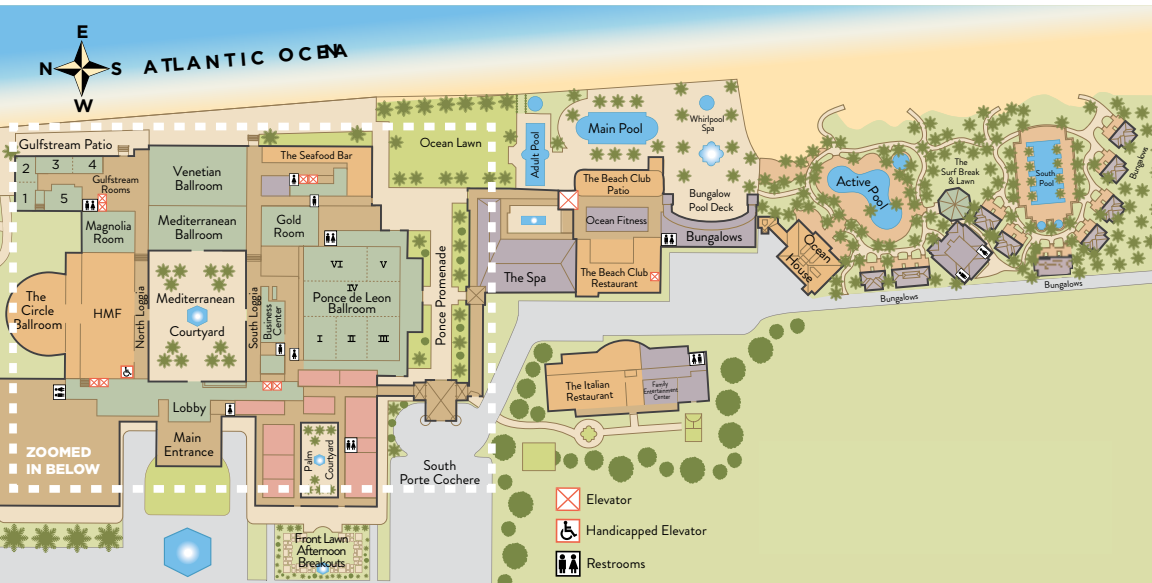 E
N S
W
ATLANTIC OCENA
Gulfstream Patio
2 3 4
Gulfstream
Rooms
1 5
Magnolia
Room
Venetian
Ballroom
Mediterranean
Ballroom
The Seafood Bar
Gold
Room
The
Circle
Ballroom
HMF
North Loggia
Mediterranean
Courtyard
South Loggia
Business
Center
VI V
IV
Ponce de Leon
Ballroom
I II III
Ponce Promenade
Ocean Lawn
Adult Pool
Main Pool
Whirlpool
Spa
The Beach Club
Patio
Bungalow
Pool Deck
Ocean Fitness
Bungalows
The Spa
The Beach Club
Restaurant
Active Pool
Ocean
House
The
Surf Break
& Lawn
South
Pool
Bungalows
Bungalows
Bungalows
Lobby
Main
Entrance
ZOOMED
IN BELOW
Palm
Courtyard
South
Porte Cochere
The Italian
Restaurant
Family
Entertainment
Center
Front Lawn
Afternoon
Breakouts
Elevator
Handicapped Elevator
Restrooms